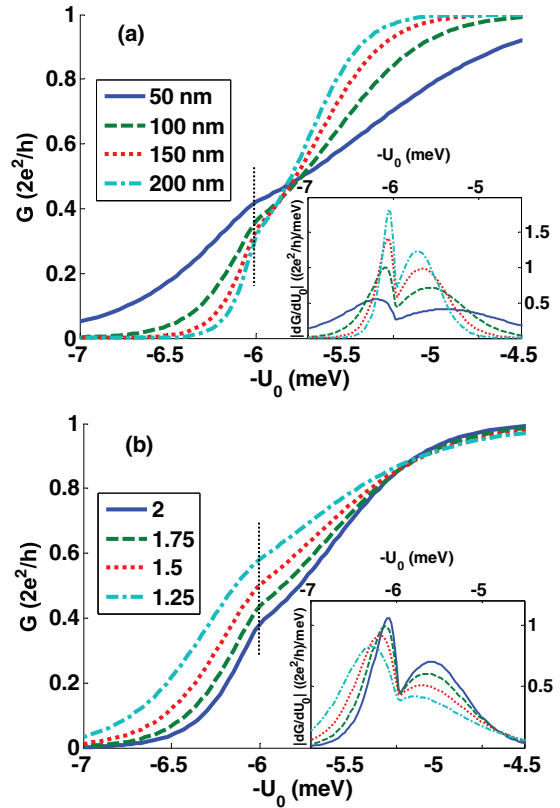 (a)
G (2e²/h)
1
0.8
0.6
0.4
0.2
0
50 nm
100 nm
150 nm
200 nm
-U₀ (meV)
-7 -6 -5
1.5
1
0.5
|dG/dU₀| ((2e²/h)/meV)
-7 -6.5 -6 -5.5 -5 -4.5
-U₀ (meV)
(b)
G (2e²/h)
1
0.8
0.6
0.4
0.2
0
2
1.75
1.5
1.25
-U₀ (meV)
-7 -6 -5
1
0.5
|dG/dU₀| ((2e²/h)/meV)
-7 -6.5 -6 -5.5 -5 -4.5
-U₀ (meV)